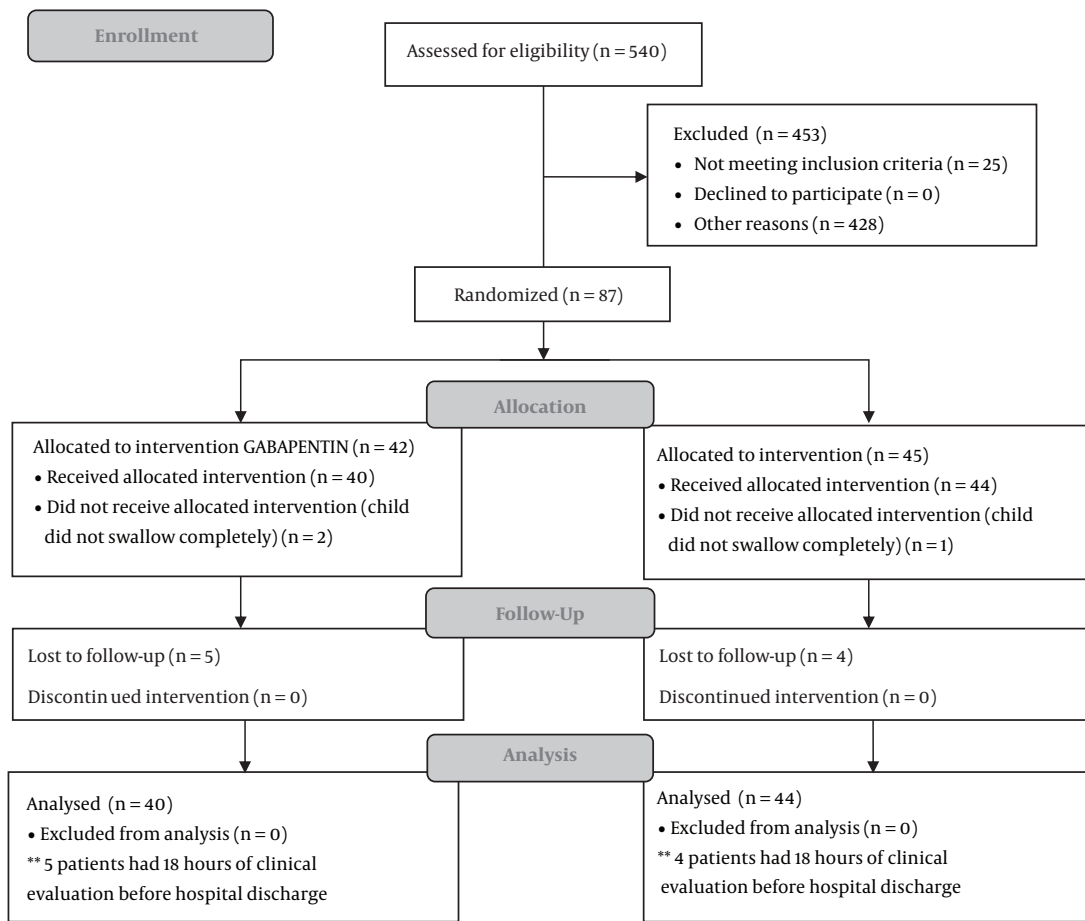 Enrollment
Assessed for eligibility (n = 540)
Excluded (n = 453)
• Not meeting inclusion criteria (n = 25)
• Declined to participate (n = 0)
• Other reasons (n = 428)
Randomized (n = 87)
Allocation
Allocated to intervention GABAPENTIN (n = 42)
• Received allocated intervention (n = 40)
• Did not receive allocated intervention (child
did not swallow completely) (n = 2)
Allocated to intervention (n = 45)
• Received allocated intervention (n = 44)
• Did not receive allocated intervention (child
did not swallow completely) (n = 1)
Follow-Up
Lost to follow-up (n = 5)
Discontin ued intervention (n = 0)
Lost to follow-up (n = 4)
Discontinued intervention (n = 0)
Analysis
Analysed (n = 40)
• Excluded from analysis (n = 0)
** 5 patients had 18 hours of clinical
evaluation before hospital discharge
Analysed (n = 44)
• Excluded from analysis (n = 0)
** 4 patients had 18 hours of clinical
evaluation before hospital discharge